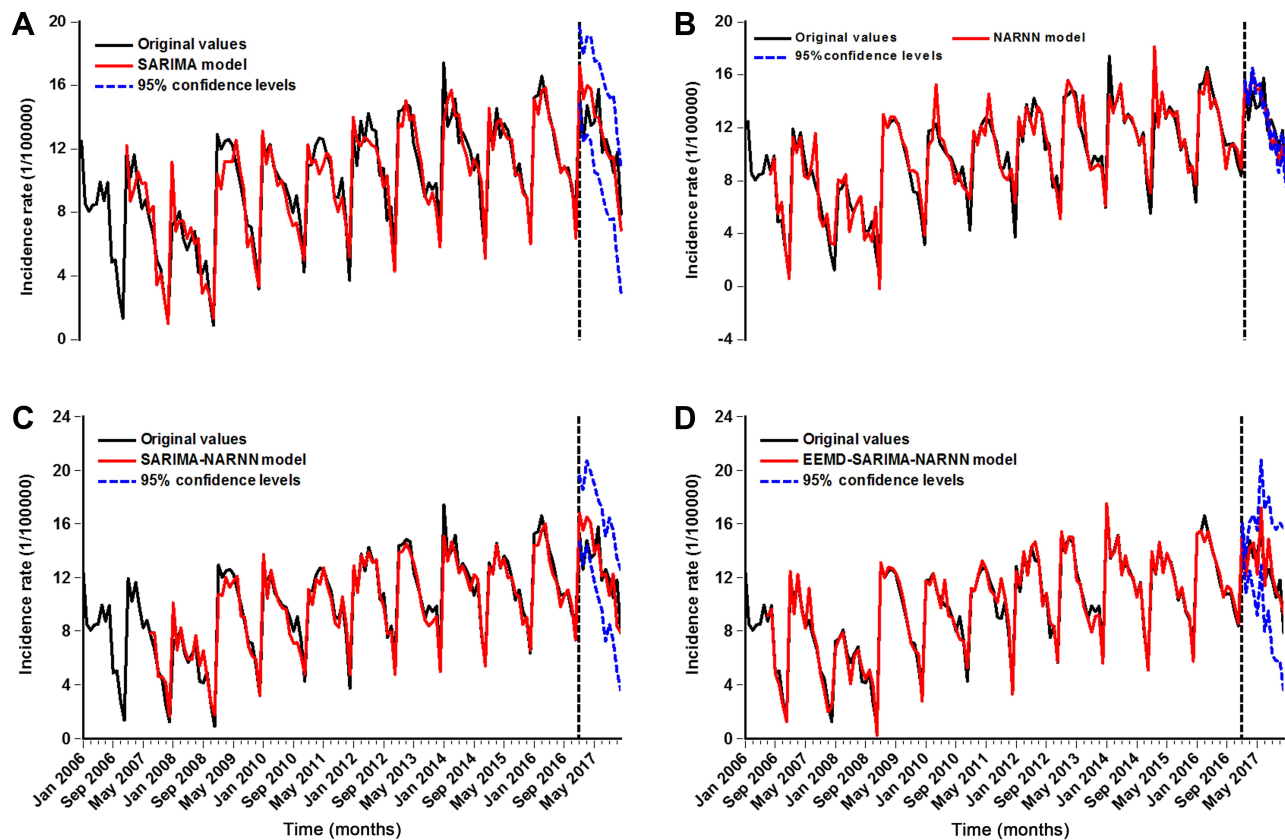 A
Original values
SARIMA model
95% confidence levels
Incidence rate (1/100000)
20
16
12
8
4
0
B
Original values
NARNN model
95%confidence levels
Incidence rate (1/100000)
20
16
12
8
4
0
-4
C
Original values
SARIMA-NARNN model
95% confidence levels
Incidence rate (1/100000)
24
20
16
12
8
4
0
Jan 2006
Sep 2006
May 2007
Jan 2008
Sep 2008
May 2009
Jan 2010
Sep 2010
May 2011
Jan 2012
Sep 2012
May 2013
Jan 2014
Sep 2014
May 2015
Jan 2016
Sep 2016
May 2017
Time (months)
D
Original values
EEMD-SARIMA-NARNN model
95% confidence levels
Incidence rate (1/100000)
24
20
16
12
8
4
0
Jan 2006
Sep 2006
May 2007
Jan 2008
Sep 2008
May 2009
Jan 2010
Sep 2010
May 2011
Jan 2012
Sep 2012
May 2013
Jan 2014
Sep 2014
May 2015
Jan 2016
Sep 2016
May 2017
Time (months)